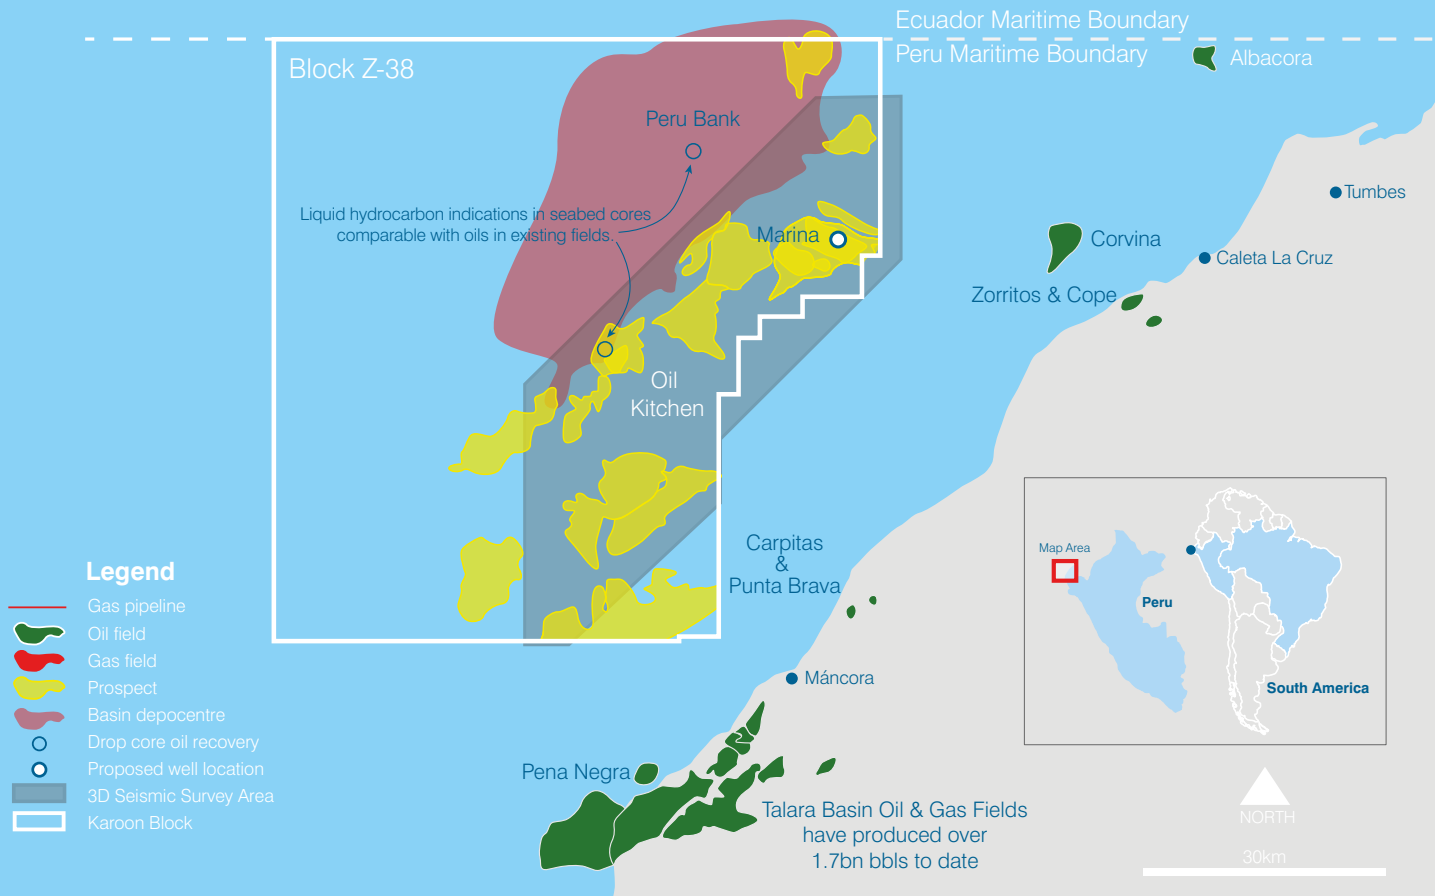 Ecuador Maritime Boundary
Peru Maritime Boundary
Albacora
Block Z-38
Peru Bank
Tumbes
Liquid hydrocarbon indications in seabed cores
comparable with oils in existing fields.
Marina
Corvina
Caleta La Cruz
Zorritos & Cope
Oil
Kitchen
Carpitas
&
Punta Brava
Map Area
Peru
South America
Legend
Gas pipeline
Oil field
Gas field
Prospect
Basin depocentre
Drop core oil recovery
Proposed well location
3D Seismic Survey Area
Karoon Block
Máncora
Pena Negra
Talara Basin Oil & Gas Fields
have produced over
1.7bn bbls to date
NORTH
30km